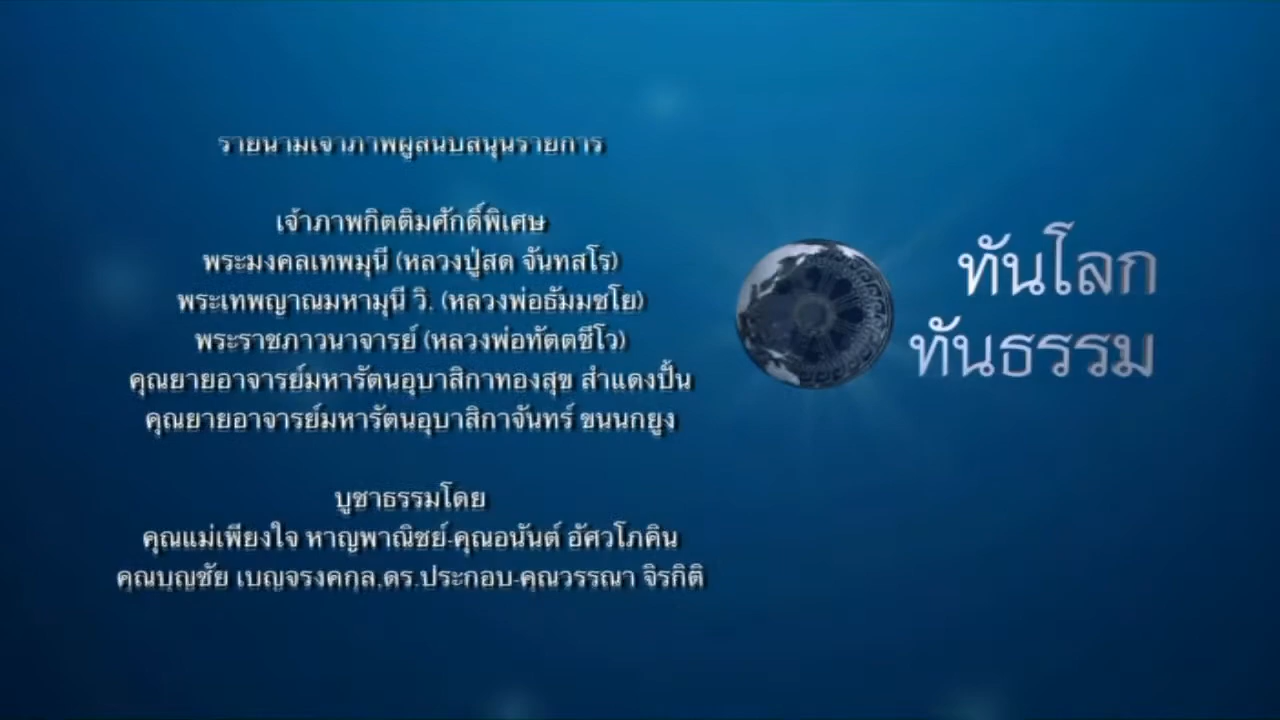 รายนามเจ้าภาพผู้สนับสนุนรายการ
เจ้าภาพกิตติมศักดิ์พิเศษ
พระมงคลเทพมุนี (หลวงปู่สด จันทสโร)
พระเทพญาณมหามุนี วิ. (หลวงพ่อธัมมชโย)
พระราชภาวนาจารย์ (หลวงพ่อทัตตชีโว)
คุณยายอาจารย์มหารัตนอุบาสิกาทองสุข สำแดงปั้น
คุณยายอาจารย์มหารัตนอุบาสิกาจันทร์ ขนนกยูง
บูชาธรรมโดย
คุณแม่เพียงใจ หาญพาณิชย์-คุณอนันต์ อัศวโภคิน
คุณบุญชัย เบญจรงคกุล,ดร.ประกอบ-คุณวรรณา จิรกิติ
ทันโลก
ทันธรรม